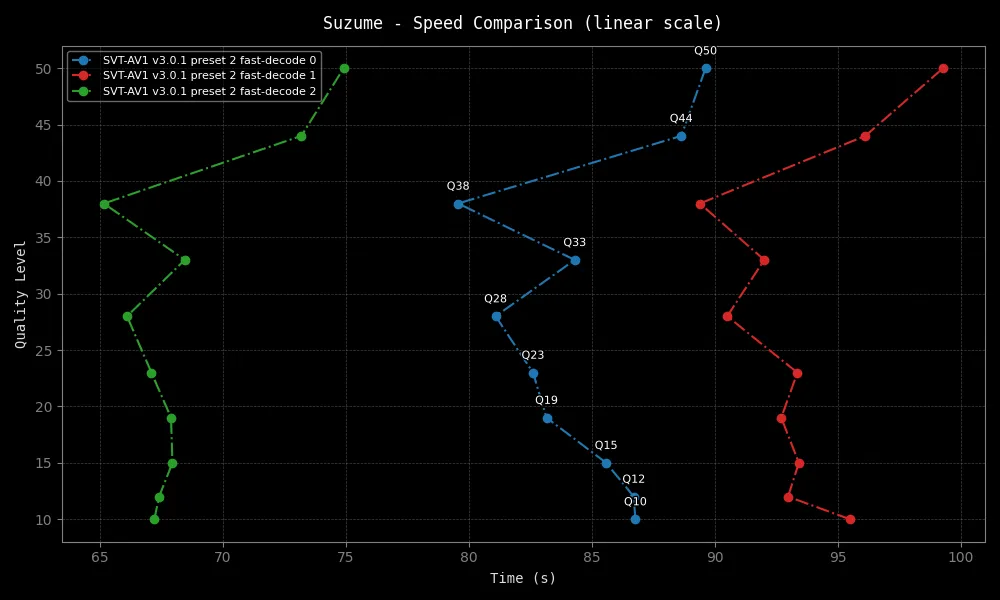 Suzume - Speed Comparison (linear scale)
SVT-AV1 v3.0.1 preset 2 fast-decode 0
SVT-AV1 v3.0.1 preset 2 fast-decode 1
SVT-AV1 v3.0.1 preset 2 fast-decode 2
Q50
Q44
Q38
Q33
Q28
Q23
Q19
Q15
Q12
Q10
Quality Level
50
45
40
35
30
25
20
15
10
65 70 75 80 85 90 95 100
Time (s)